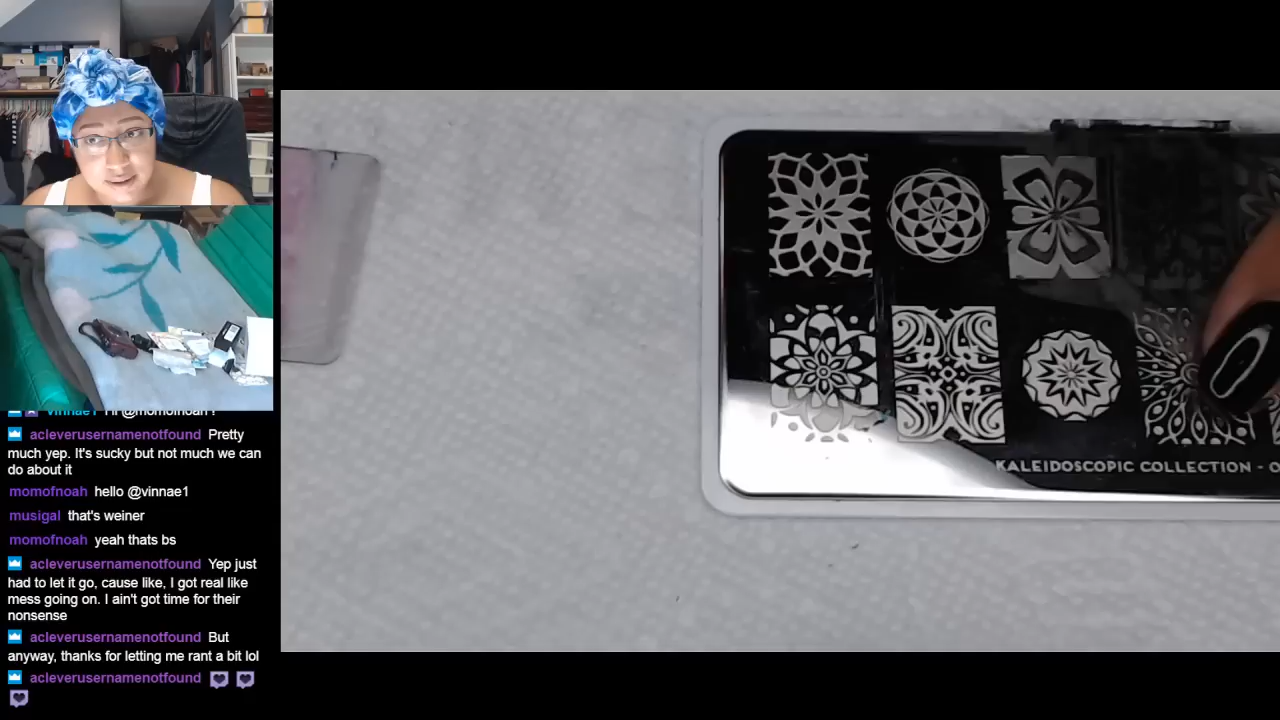 vinnae1 Hi @momofnoah !
acleverusernamenotfound Pretty
much yep. It's sucky but not much we can
do about it
momofnoah hello @vinnae1
musigal that's weiner
momofnoah yeah thats bs
acleverusernamenotfound Yep just
had to let it go, cause like, I got real like
mess going on. I ain't got time for their
nonsense
acleverusernamenotfound But
anyway, thanks for letting me rant a bit lol
acleverusernamenotfound
KALEIDOSCOPIC COLLECTION -